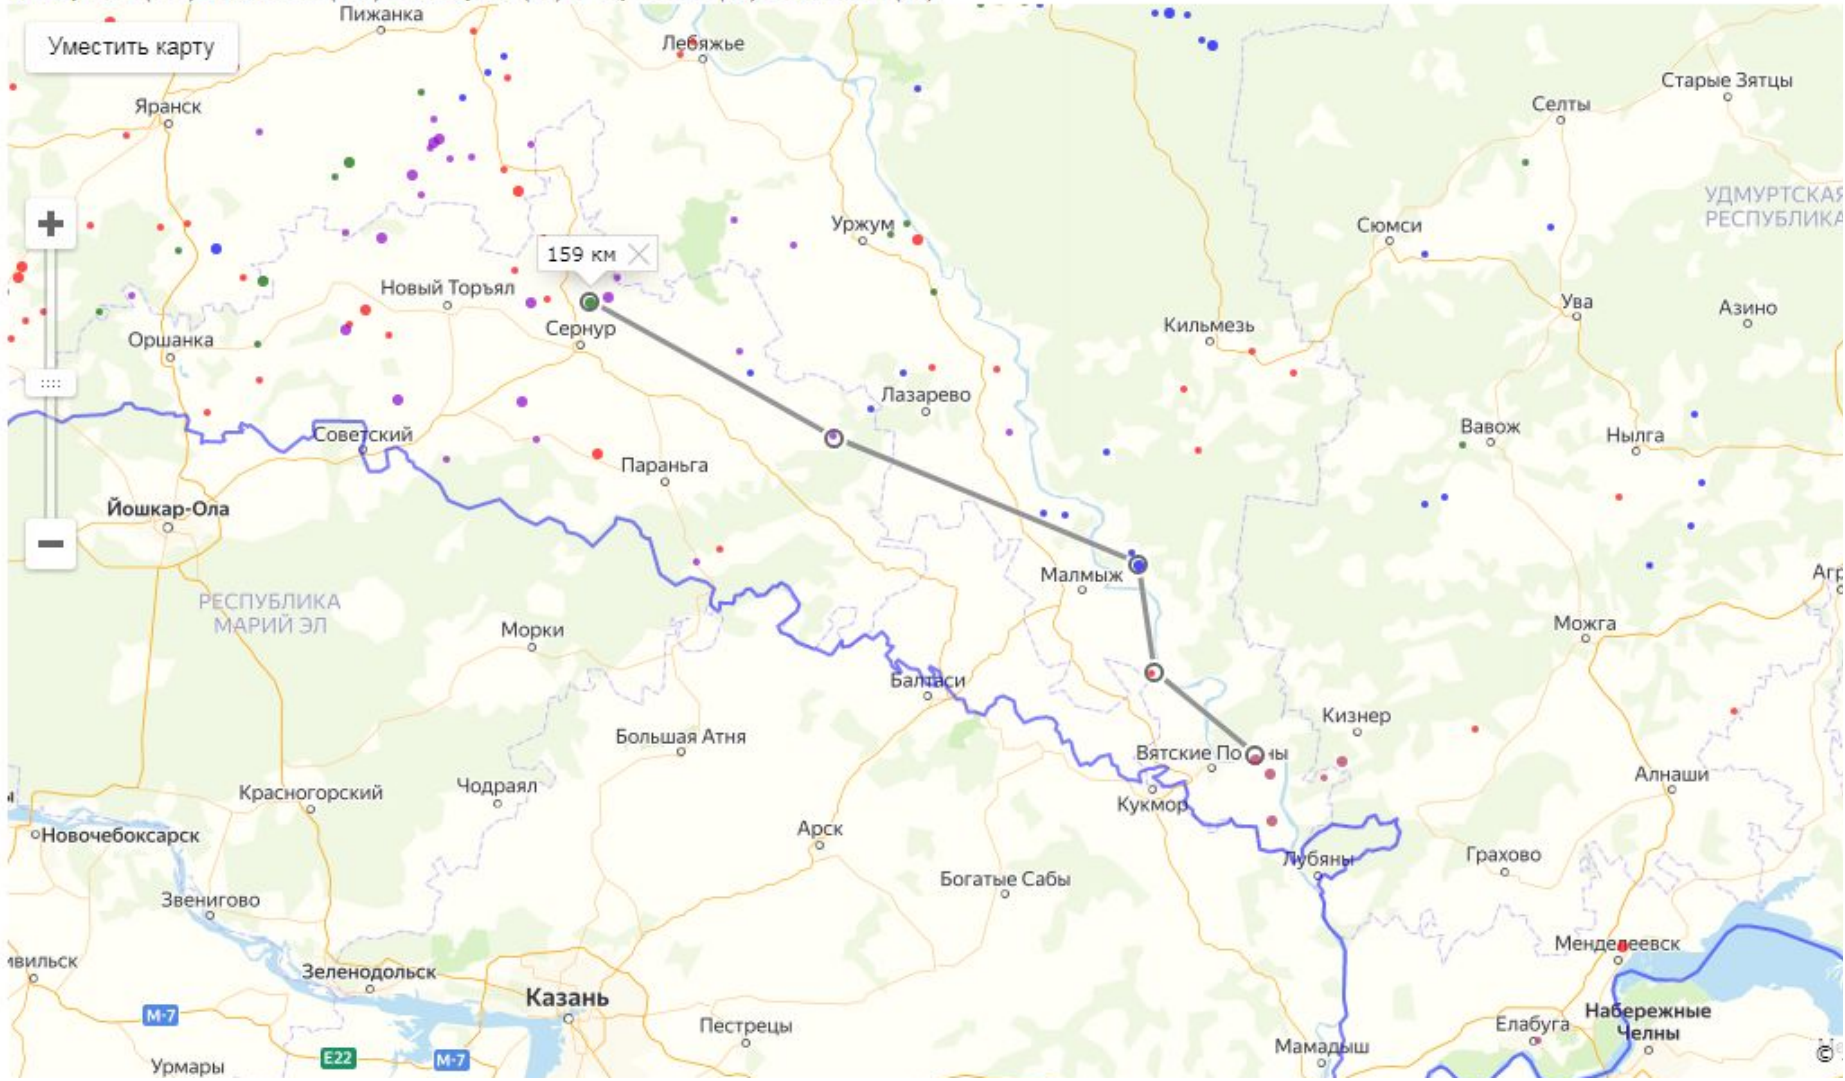 Пижанка
Уместить карту
Лебяжье
Старые Зятцы
Яранск
Селты
УДМУРТСКАЯ
РЕСПУБЛИКА
Уржум
Сюмси
159 км
Новый Торъял
Ува
Азино
Сернур
Кильмезь
Оршанка
Лазарево
Советский
Вавож
Нылга
Параньга
Йошкар-Ола
Малмыж
РЕСПУБЛИКА
МАРИЙ ЭЛ
Морки
Можга
Балтаси
Кизнер
Большая Атня
Вятские По ны
Алнаши
Чодраял
Красногорский
Кукмор
Новочебоксарск
Арск
Лубяны
Грахово
Богатые Сабы
Звенигово
Менделеевск
ивильск
Зеленодольск
Казань
М-7
Пестрецы
Набережные
Челны
Елабуга
Мамадыш
E22
М-7
Урмары
©